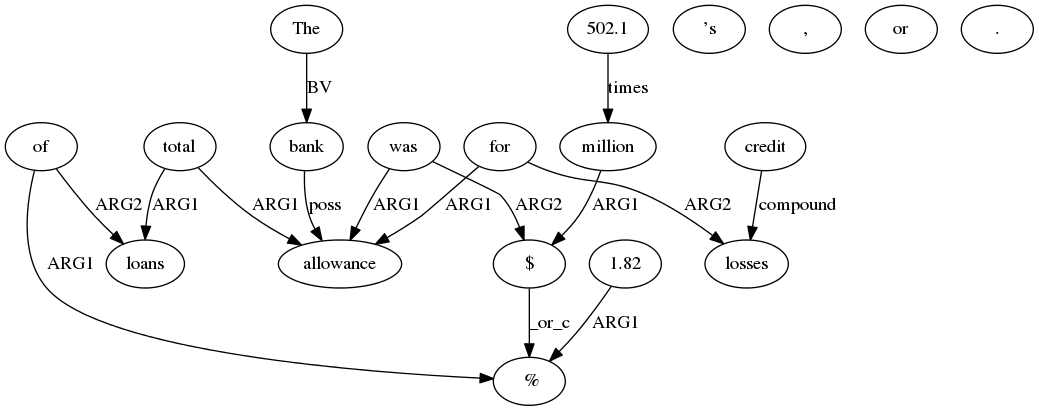 The 502.1 's , or .
BV times
of total bank was for million credit
ARG2 ARG1 ARG1 poss ARG1 ARG1 ARG2 ARG1 ARG2 compound
ARG1 loans allowance $ 1.82 losses
_or_c ARG1
%